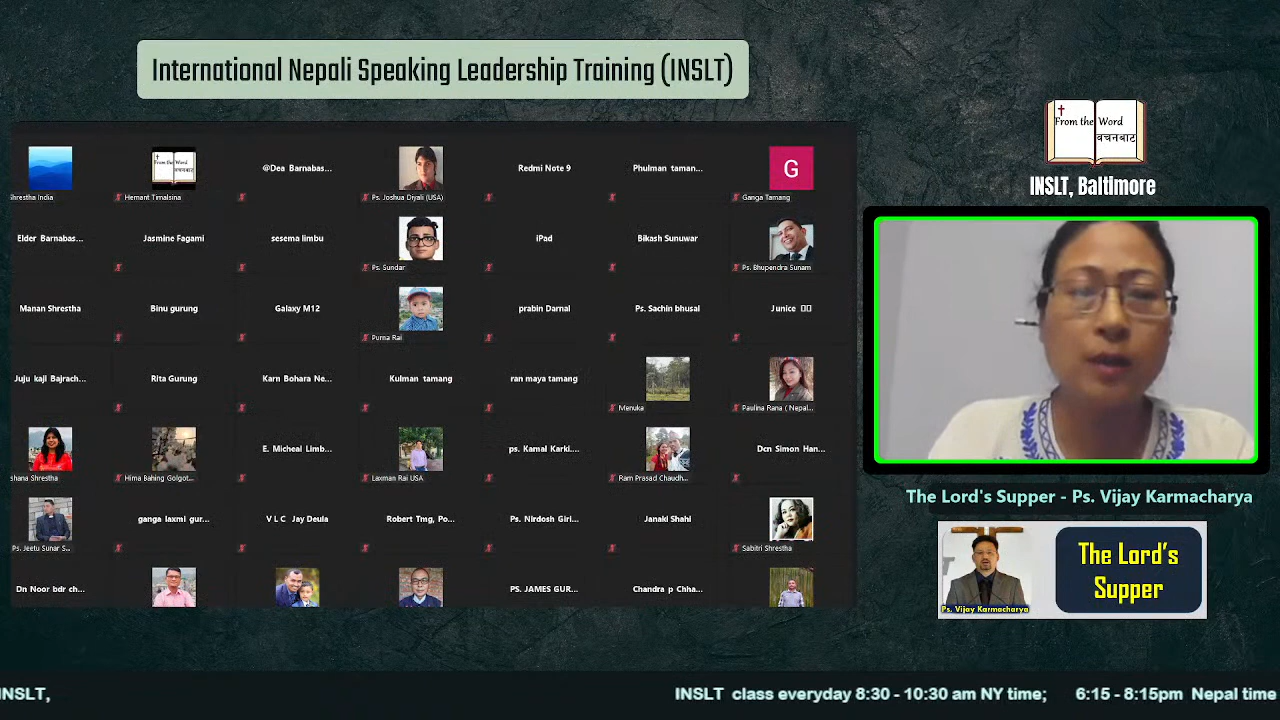 International Nepali Speaking Leadership Training (INSLT)
From the Word
वचनबाट
INSLT, Baltimore
From the Word
वचनबाट
@Dea Barnabas...
Redmi Note 9
Phulman taman...
G
Shrestha India
Hemant Timalsina
Ps. Joshua Diyali (USA)
Ganga Tamang
Elder Barnabas...
Jasmine Fagami
sesema limbu
iPad
Bikash Sunuwar
Ps. Sundar
Ps. Bhupendra Sunam
Manan Shrestha
Binu gurung
Galaxy M12
prabin Darnal
Ps. Sachin bhusal
Junice
Purna Rai
Juju kaji Bajrach...
Rita Gurung
Karn Bohara Ne...
Kulman tamang
ran maya tamang
Menuka
Paulina Rana ( Nepal...
E. Micheal Limb...
ps. Kamal Karki...
Dcn Simon Han...
shana Shrestha
Hima Bahing Golgot...
Laxman Rai USA
Ram Prasad Chaudh...
ganga laxmi gur...
V L C Jay Deula
Robert Tmg, Po...
Ps. Nirdosh Giri...
Janaki Shahi
Ps. Jeetu Sunar S...
Sabitri Shrestha
Dn Noor bdr ch...
PS. JAMES GUR...
Chandra p Chha...
The Lord's Supper - Ps. Vijay Karmacharya
The Lord's
Supper
Ps. Vijay Karmacharya
INSLT,
INSLT class everyday 8:30 - 10:30 am NY time; 6:15 - 8:15pm Nepal time